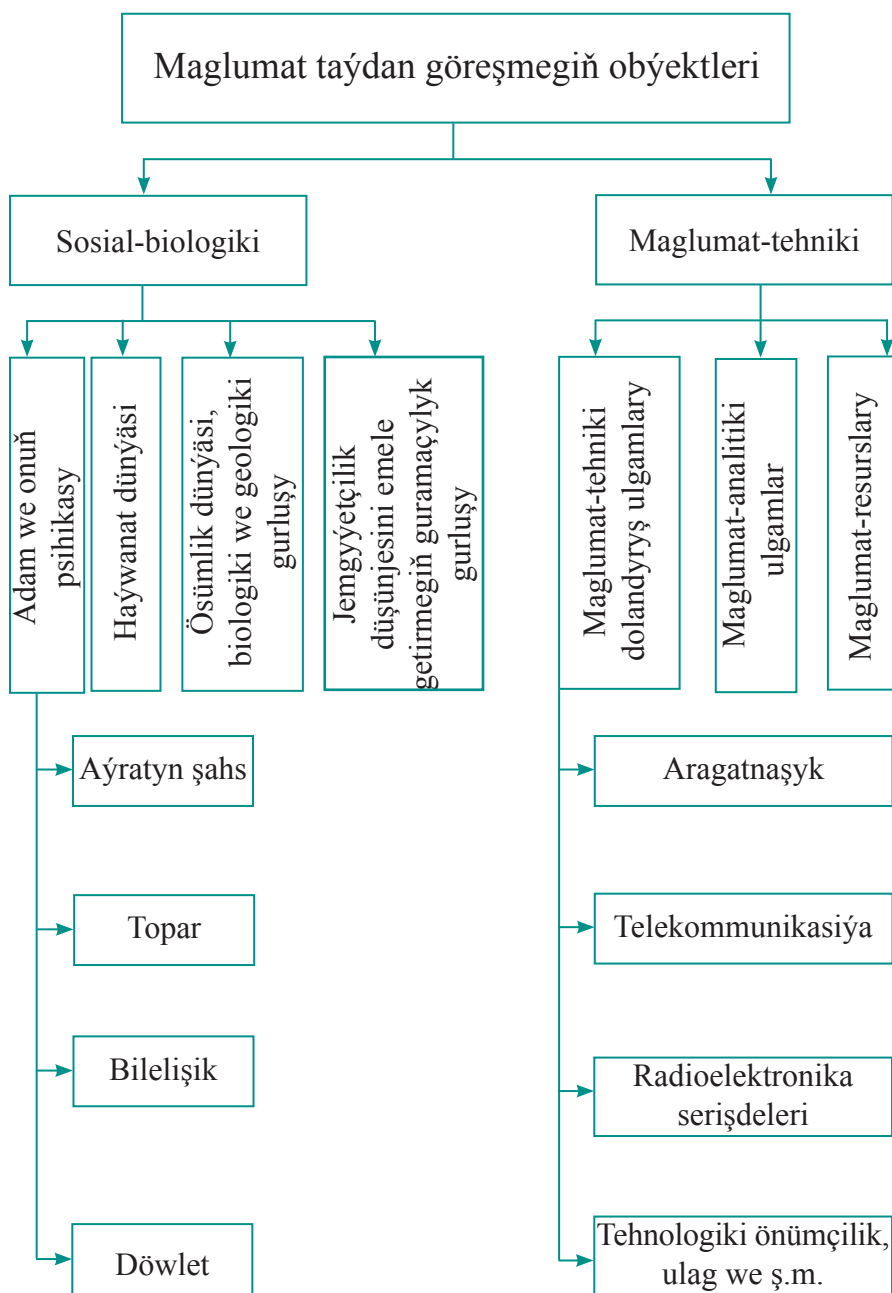 Maglumat taýdan göreşmegiň obýektleri
Sosial-biologiki
Maglumat-tehniki
Adam we onuň
psihikasy
Haýwanat dünýäsi
Ösümlik dünýäsi,
biologiki we geologiki
gurluşy
Jemgyýetçilik
düşünjesini emele
getirmegiň guramaçylyk
gurluşy
Maglumat-tehniki
dolandyryş ulgamlary
Maglumat-analitiki
ulgamlar
Maglumat-resurslary
Aýratyn şahs
Topar
Bilelişik
Döwlet
Aragatnaşyk
Telekommunikasiýa
Radioelektronika
serişdeleri
Tehnologiki önümçilik,
ulag we ş.m.